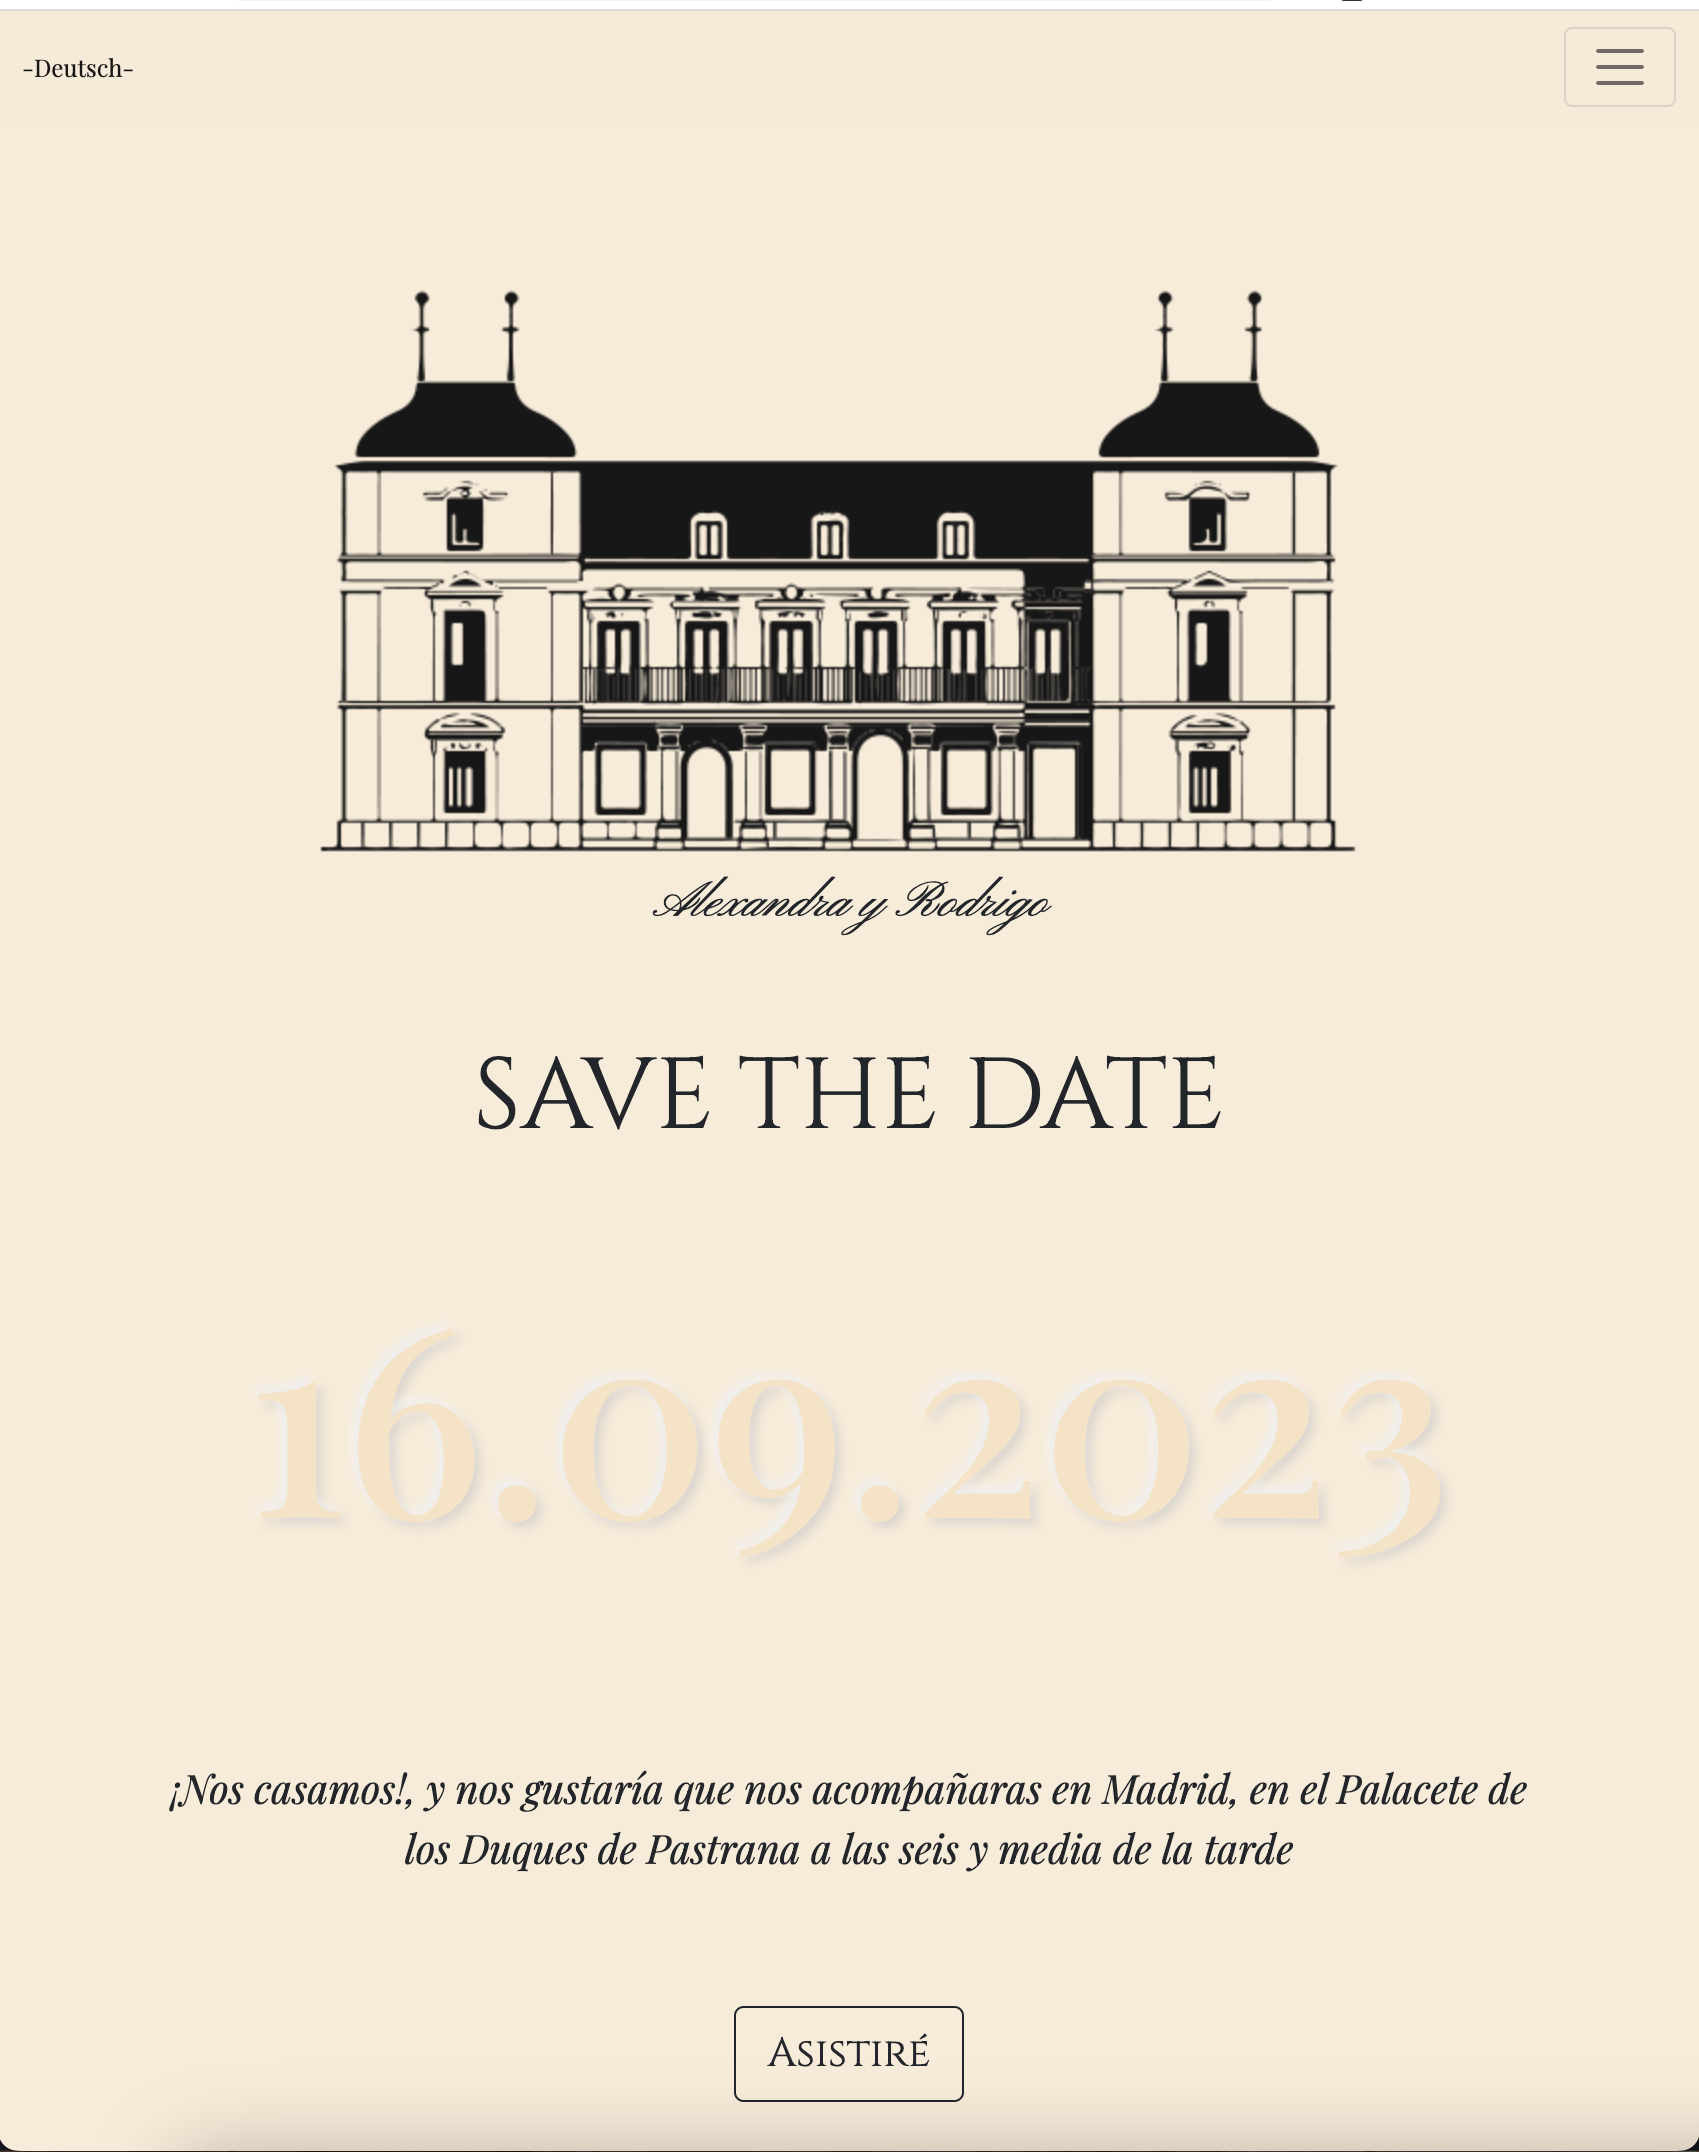 -Deutsch-
Alexandra y Rodrigo
SAVE THE DATE
16.09.2023
¡Nos casamos!, y nos gustaría que nos acompañaras en Madrid, en el Palacete de
los Duques de Pastrana a las seis y media de la tarde
Asistiré